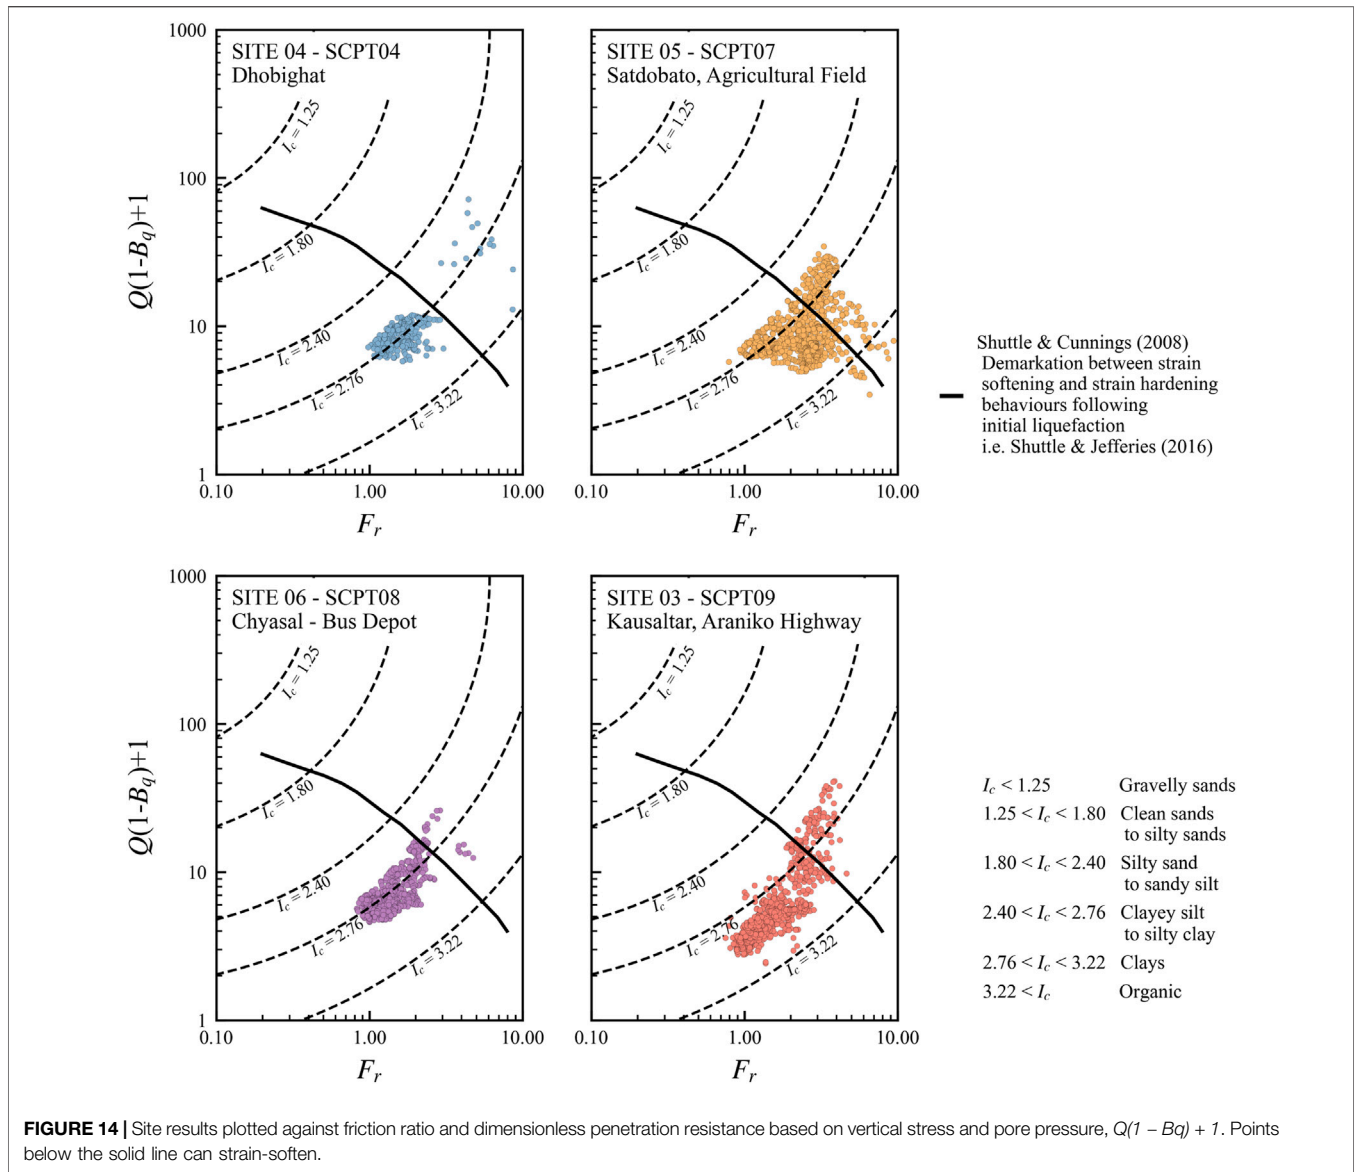 SITE 04 - SCPT04
Dhobighat
1000
100
10
1
Q(1-Bq)+1
0.10
1.00
10.00
Fr
Ic = 1.25
Ic = 1.80
Ic = 2.40
Ic = 2.76
Ic = 3.22
SITE 05 - SCPT07
Satdobato, Agricultural Field
0.10
1.00
10.00
Fr
Ic = 1.25
Ic = 1.80
Ic = 2.40
Ic = 2.76
Ic = 3.22
Shuttle & Cunnings (2008)
Demarkation between strain
softening and strain hardening
behaviours following
initial liquefaction
i.e. Shuttle & Jefferies (2016)
SITE 06 - SCPT08
Chyasal - Bus Depot
1000
100
10
1
Q(1-Bq)+1
0.10
1.00
10.00
Fr
Ic = 1.25
Ic = 1.80
Ic = 2.40
Ic = 2.76
Ic = 3.22
SITE 03 - SCPT09
Kausaltar, Araniko Highway
0.10
1.00
10.00
Fr
Ic = 1.25
Ic = 1.80
Ic = 2.40
Ic = 2.76
Ic = 3.22
Ic < 1.25 Gravelly sands
1.25 < Ic < 1.80 Clean sands
to silty sands
1.80 < Ic < 2.40 Silty sand
to sandy silt
2.40 < Ic < 2.76 Clayey silt
to silty clay
2.76 < Ic < 3.22 Clays
3.22 < Ic Organic
FIGURE 14 | Site results plotted against friction ratio and dimensionless penetration resistance based on vertical stress and pore pressure, Q(1 – Bq) + 1. Points
below the solid line can strain-soften.